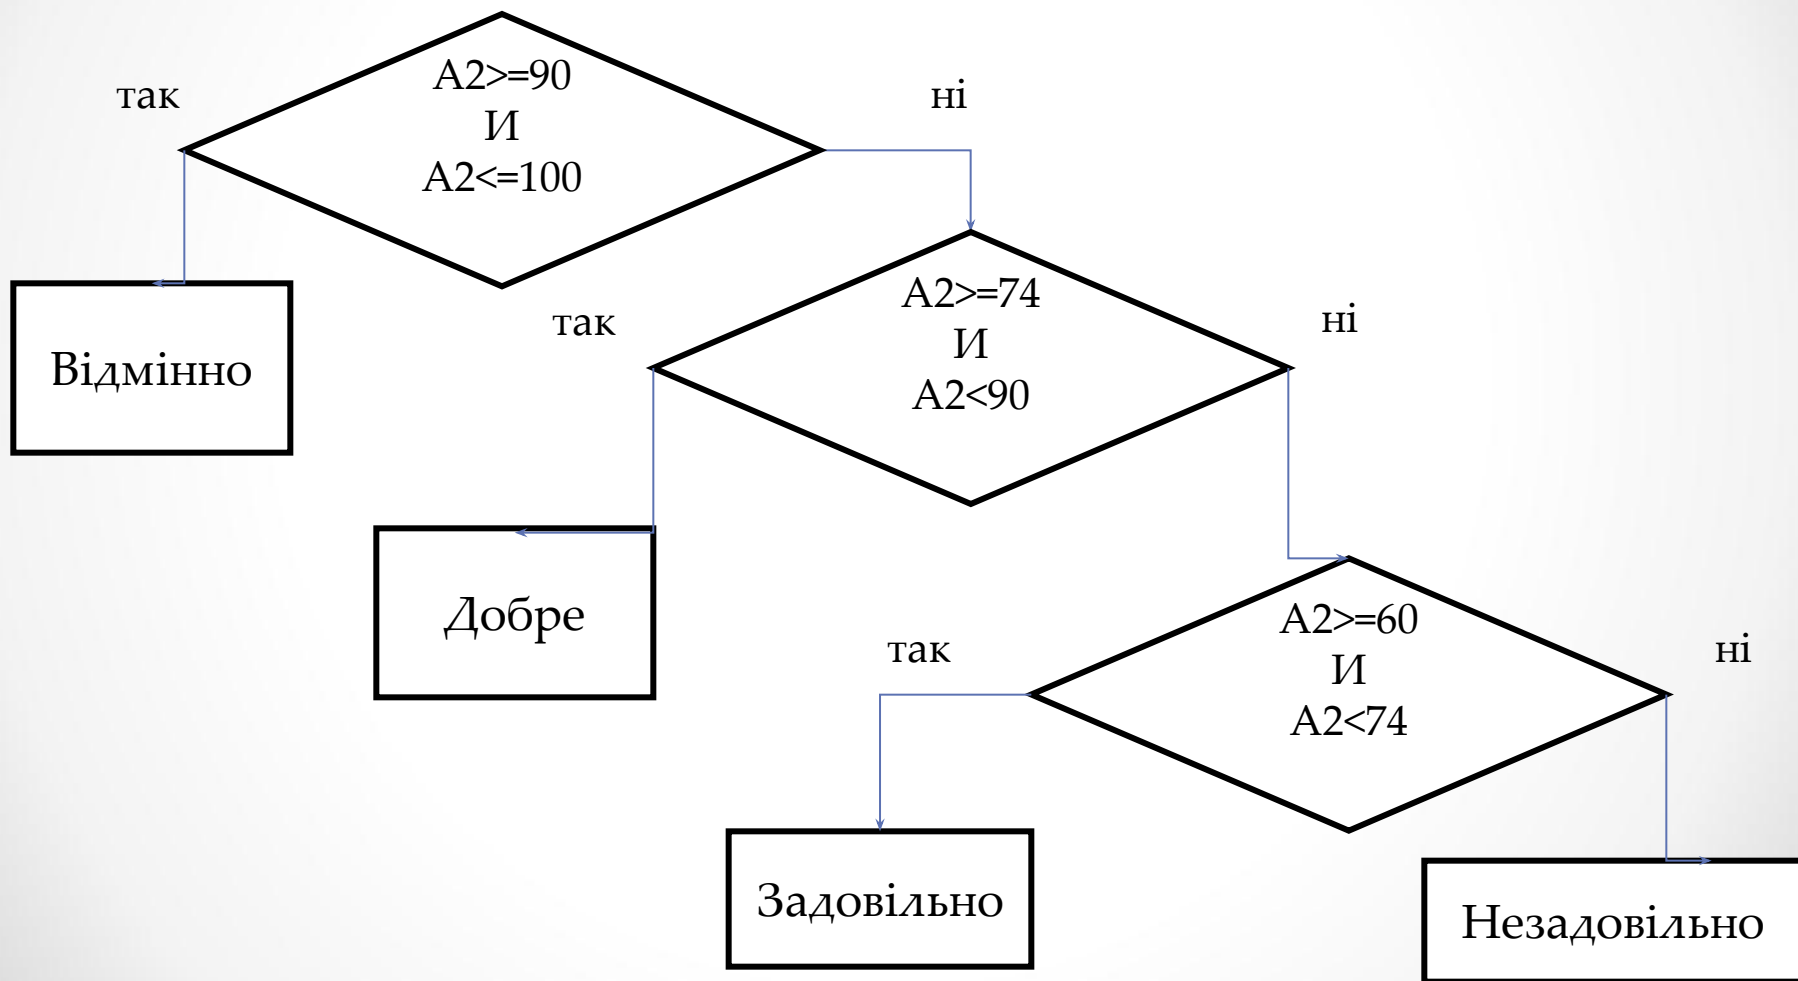 так
A2>=90
И
A2<=100
ні
Відмінно
так
A2>=74
И
A2<90
ні
Добре
так
A2>=60
И
A2<74
ні
Задовільно
Незадовільно